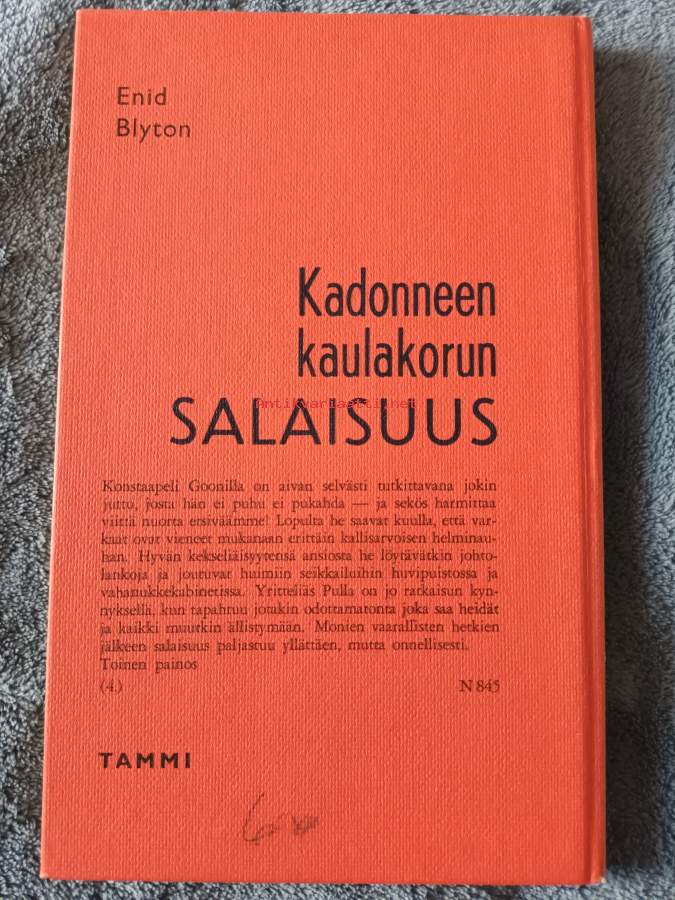 Enid
Blyton
Kadonneen
kaulakorun
Antikvariaatti.net
SALAISUUS
Konstaapeli Goonilla on aivan selvästi tutkittavana jokin
juttu, josta hän ei puhu ei pukahda — ja sekös harmittaa
viittä nuorta etsiväämme! Lopulta he saavat kuulla, että var-
kaat ovat vieneet mukanaan erittäin kallisarvoisen helminau-
han. Hyvän kekseliäisyytensä ansiosta he löytävätkin johto-
lankoja ja joutuvat huimiin seikkailuihin huvipuistossa ja
vahanukkekabinetissa. Yritteliäs Pulla on jo ratkaisun kyn-
nyksellä, kun tapahtuu jotakin odottamatonta joka saa heidät
ja kaikki muutkin ällistymään. Monien vaarallisten hetkien
jälkeen salaisuus paljastuu yllättäen, mutta onnellisesti.
Toinen painos
(4.) N 845
TAMMI